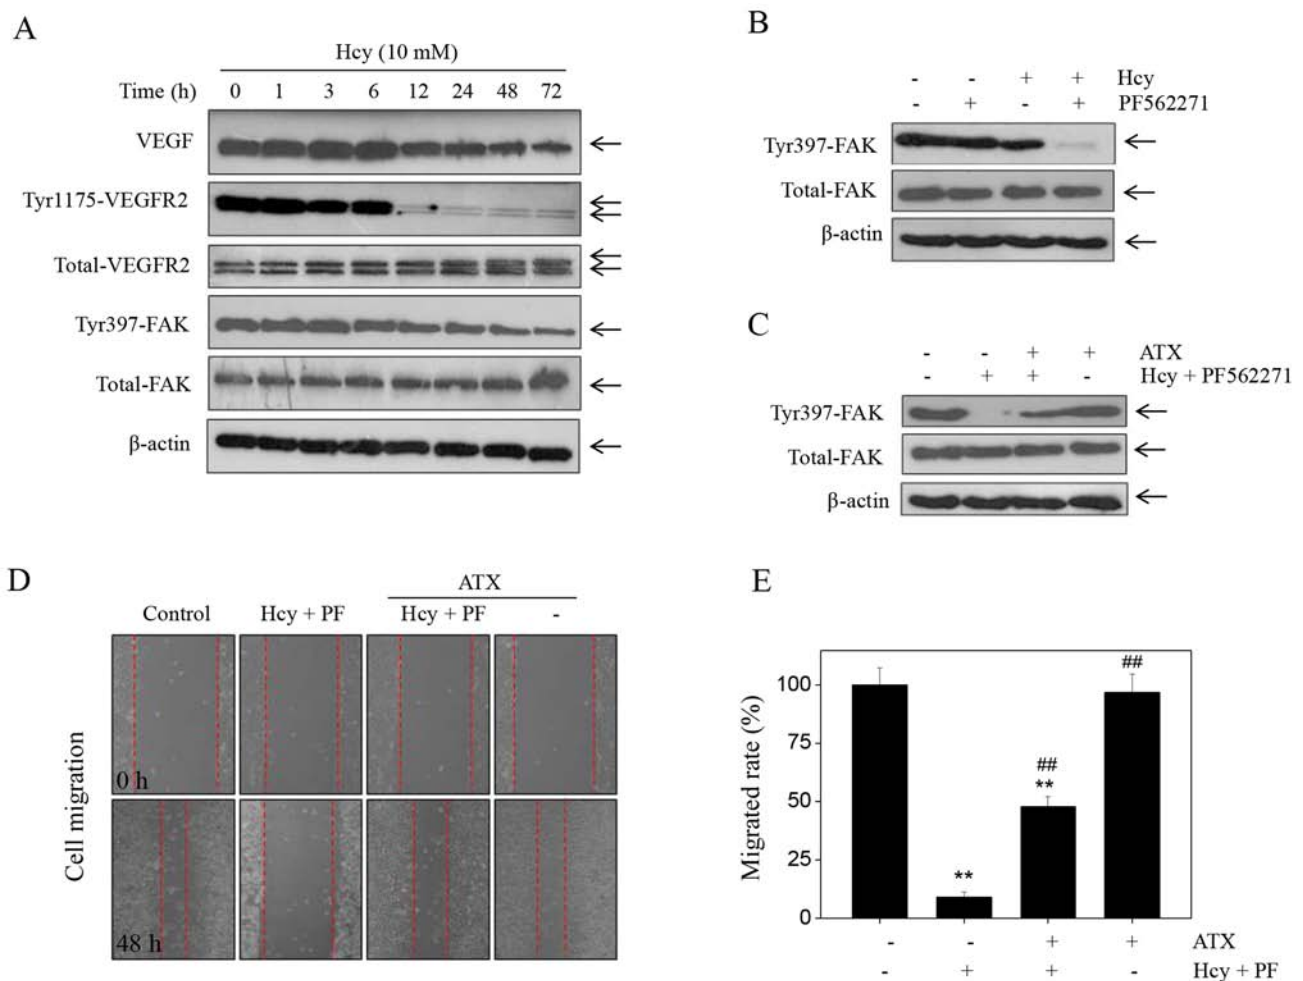 A
Hcy (10 mM)
Time (h) 0 1 3 6 12 24 48 72
VEGF
Tyr1175-VEGFR2
Total-VEGFR2
Tyr397-FAK
Total-FAK
β-actin
B
- - + + Hcy
- + - + PF562271
Tyr397-FAK
Total-FAK
β-actin
C
- - + + ATX
- + + - Hcy + PF562271
Tyr397-FAK
Total-FAK
β-actin
D
ATX
Control Hcy + PF Hcy + PF -
Cell migration
0 h
48 h
E
Migrated rate (%)
100
75
50
25
0
**
##
**
##
- - + + ATX
- + + - Hcy + PF